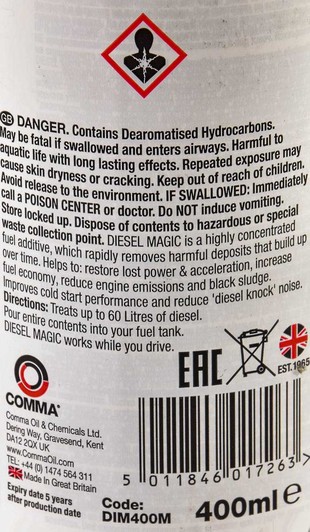 GB DANGER. Contains Dearomatised Hydrocarbons.
May be fatal if swallowed and enters airways. Harmful to
aquatic life with long lasting effects. Repeated exposure may
cause skin dryness or cracking. Keep out of reach of children.
Avoid release to the environment. IF SWALLOWED: Immediately
call a POISON CENTER or doctor. Do NOT induce vomiting.
Store locked up. Dispose of contents to hazardous or special
waste collection point. DIESEL MAGIC is a highly concentrated
fuel additive, which rapidly removes harmful deposits that build up
over time. Helps to: restore lost power & acceleration, increase
fuel economy, reduce engine emissions and black sludge.
Improves cold start performance and reduce 'diesel knock' noise.
Directions: Treats up to 60 Litres of diesel.
Pour entire contents into your fuel tank.
DIESEL MAGIC works while you drive.
EAC
EST.1965
COMMA®
Comma Oil & Chemicals Ltd.
Dering Way, Gravesend, Kent
DA12 2QX UK
www.CommaOil.com
TEL: +44 (0) 1474 564 311
Made In Great Britain
Expiry date 5 years
after production date
5 011846 017263 >
Code:
DIM400M
400ml e